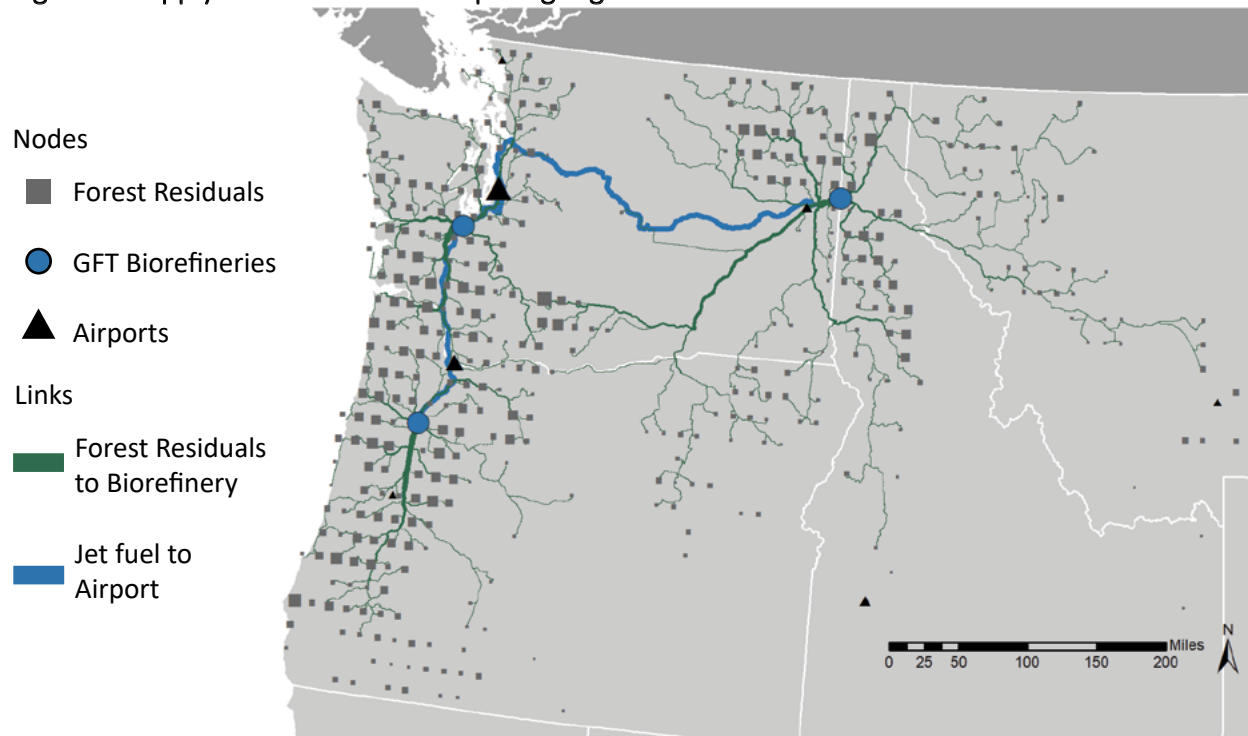 Nodes
Forest Residuals
GFT Biorefineries
Airports
Links
Forest Residuals
to Biorefinery
Jet fuel to
Airport
N
Miles
0 25 50 100 150 200